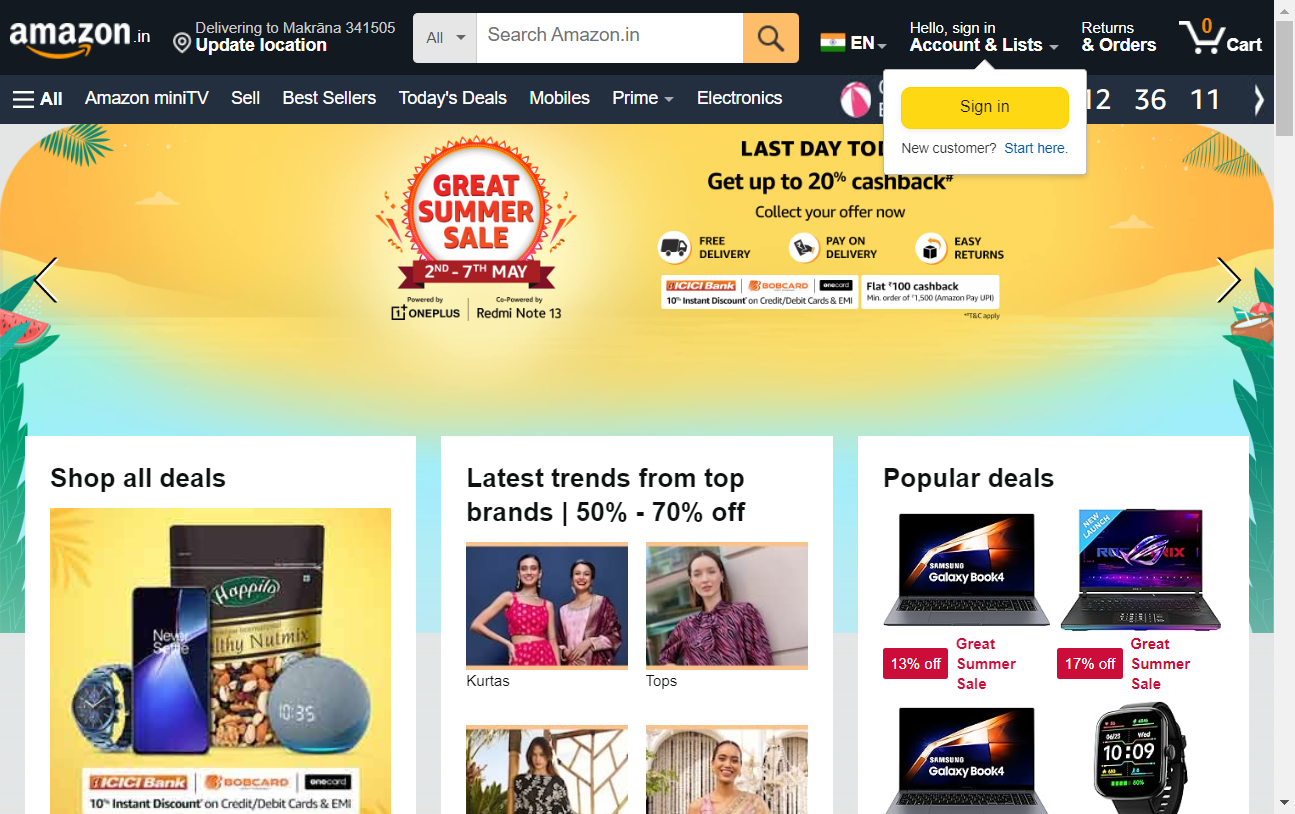 amazon.in
Delivering to Makrāna 341505
Update location
All
Search Amazon.in
EN
Hello, sign in
Account & Lists
Returns
& Orders
0
Cart
All
Amazon miniTV
Sell
Best Sellers
Today's Deals
Mobiles
Prime
Electronics
12 36 11
Sign in
New customer? Start here.
GREAT
SUMMER
SALE
2ND - 7TH MAY
Powered by
ONEPLUS
Co-Powered by
Redmi Note 13
LAST DAY
Get up to 20% cashback#
Collect your offer now
FREE
DELIVERY
PAY ON
DELIVERY
EASY
RETURNS
ICICI Bank
BOBCARD
onecard
10% Instant Discount* on Credit/Debit Cards & EMI
Flat ₹100 cashback
Min. order of ₹1,500 (Amazon Pay UPI)
*#T&C apply
Shop all deals
Happilo
Healthy Nutmix
Never
Settle
10:35
ICICI Bank
BOBCARD
onecard
10% Instant Discount* on Credit/Debit Cards & EMI
Latest trends from top
brands | 50% - 70% off
Kurtas
Tops
Popular deals
SAMSUNG
Galaxy Book4
NEW
LAUNCH
ROG STRIX
13% off
Great
Summer
Sale
17% off
Great
Summer
Sale
SAMSUNG
Galaxy Book4
06/25 Wed
10:09
80%